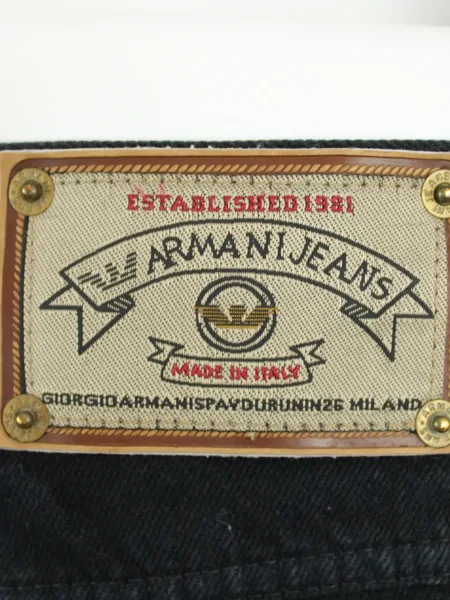 ESTABLISHED 1981
ARMANI JEANS
MADE IN ITALY
GIORGIOARMANISPAVDURUNIN26 MILANO